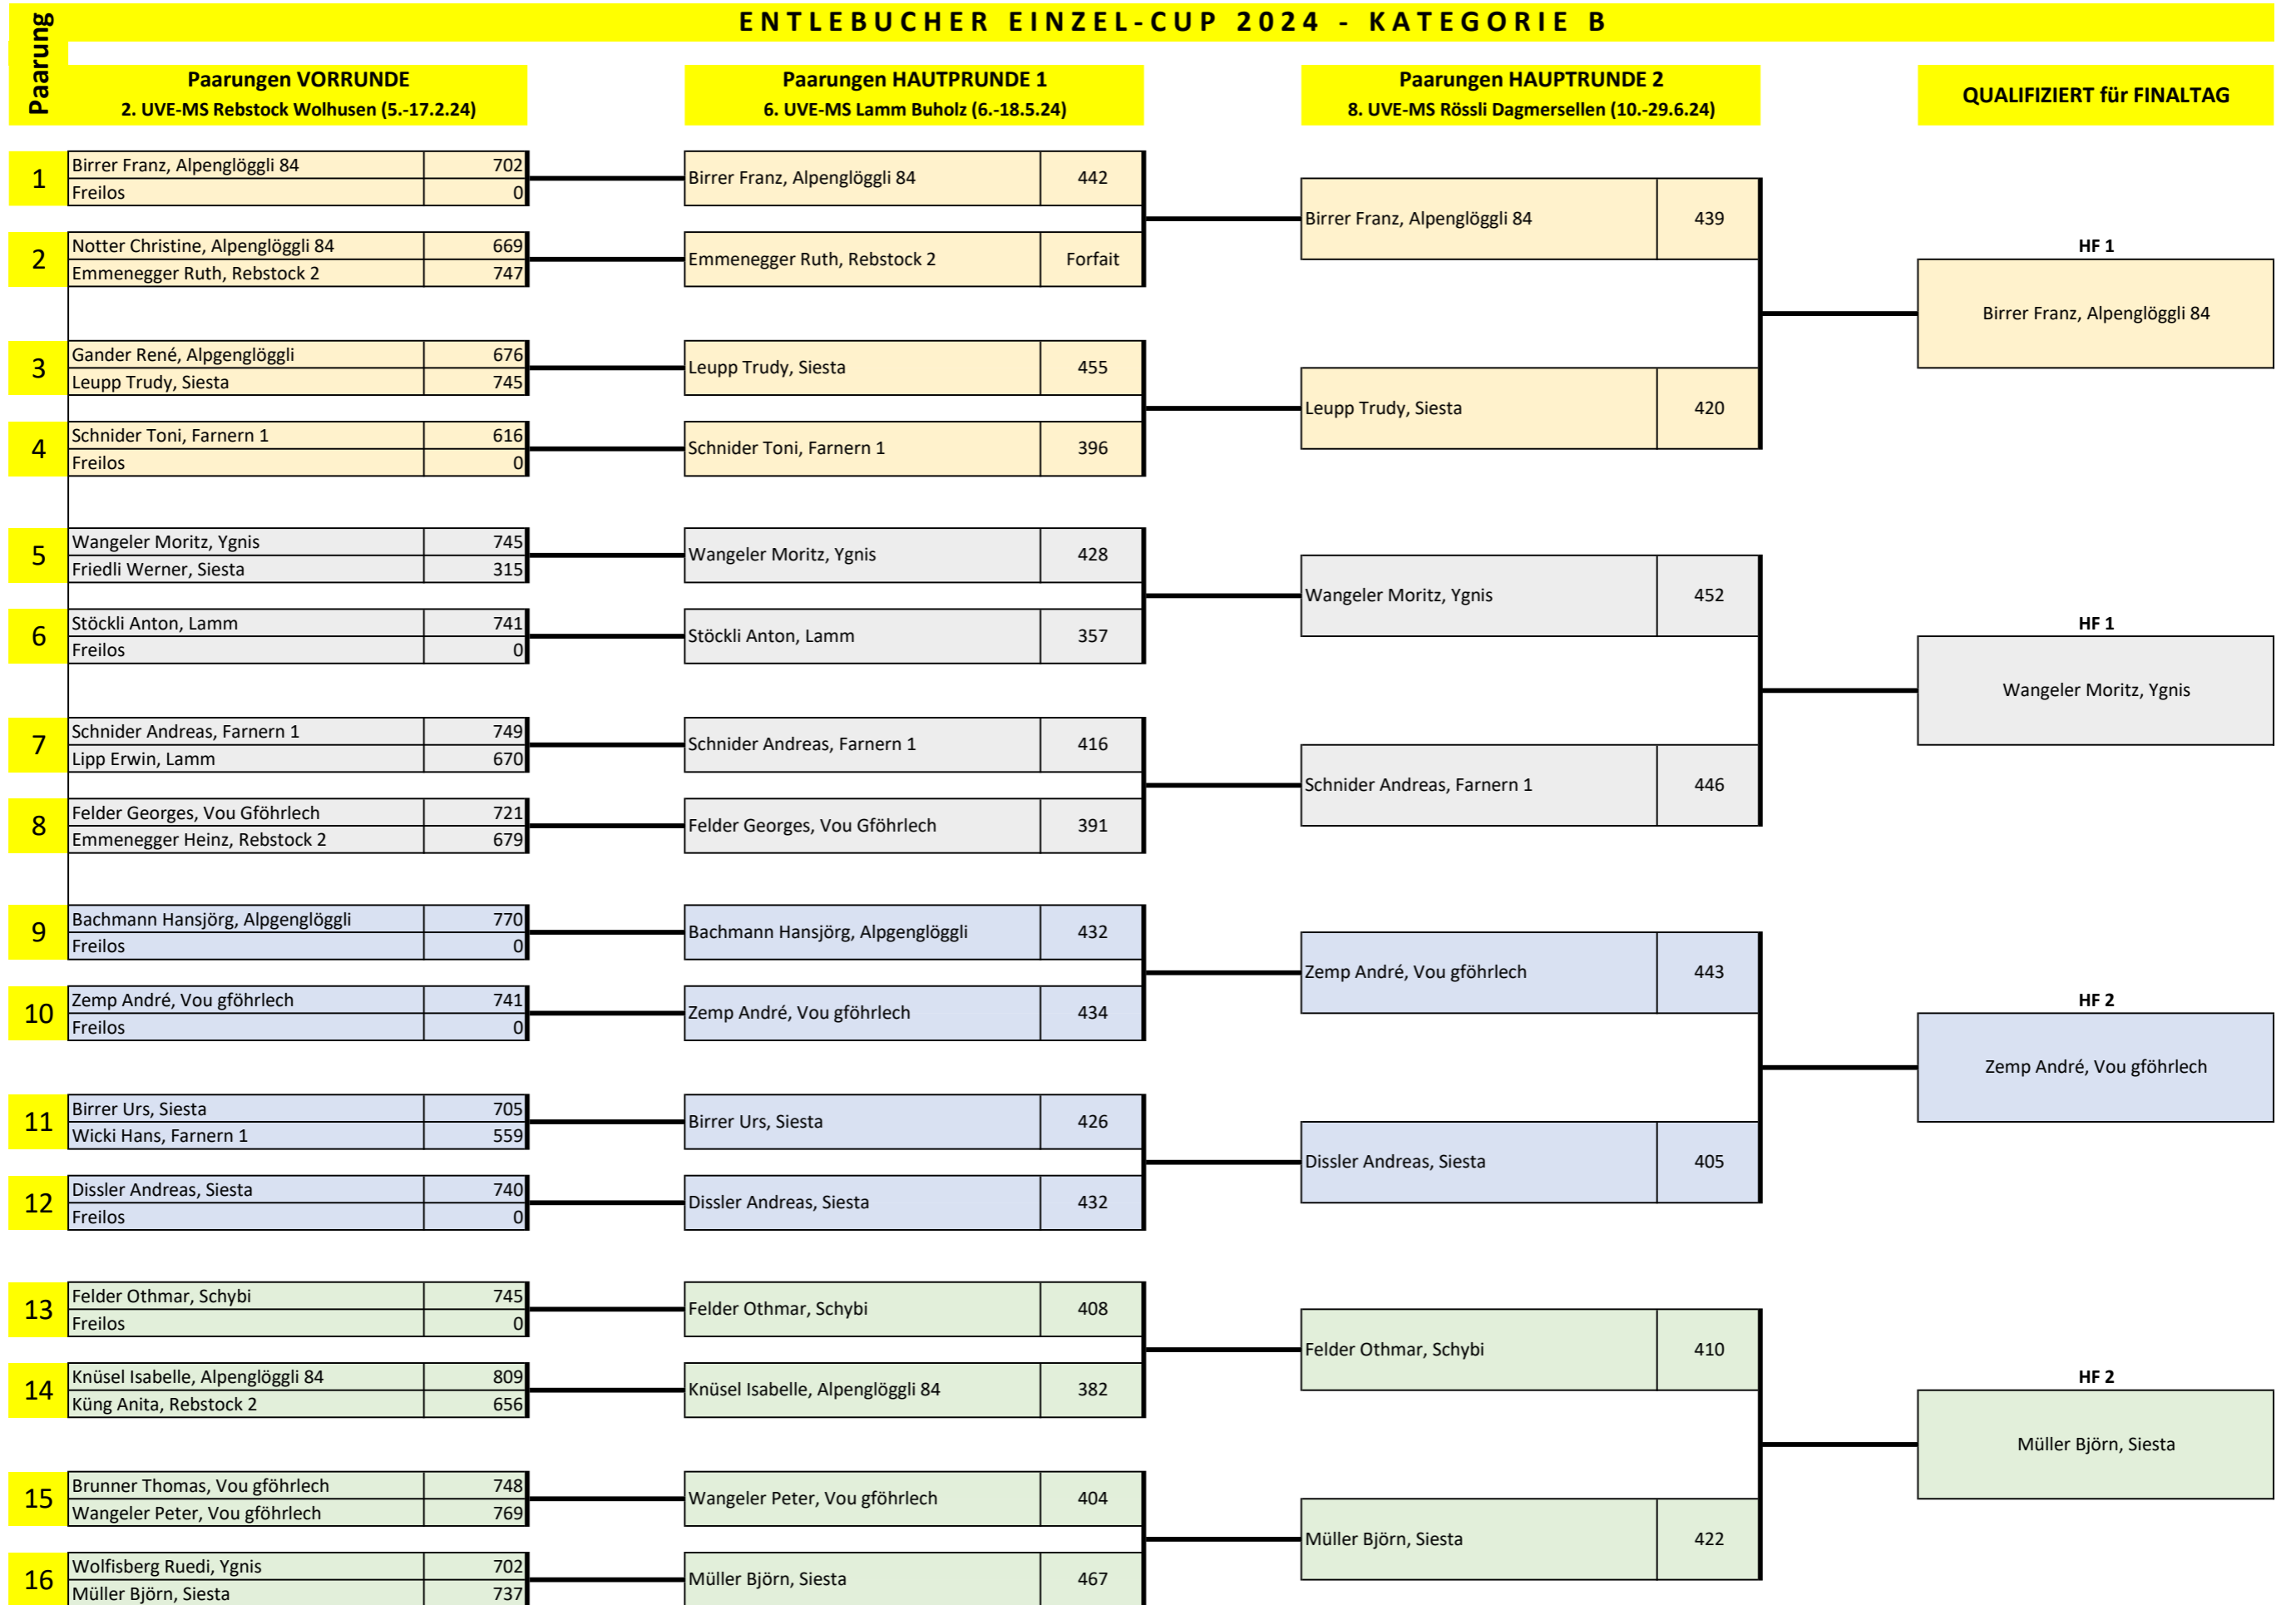 Paarung
ENTLEBUCHER EINZEL-CUP 2024 - KATEGORIE B
Paarungen VORRUNDE
2. UVE-MS Rebstock Wolhusen (5.-17.2.24)
Paarungen HAUTPRUNDE 1
6. UVE-MS Lamm Buholz (6.-18.5.24)
Paarungen HAUPTRUNDE 2
8. UVE-MS Rössli Dagmersellen (10.-29.6.24)
QUALIFIZIERT für FINALTAG
1
Birrer Franz, Alpenglöggli 84 702
Freilos 0
2
Notter Christine, Alpenglöggli 84 669
Emmenegger Ruth, Rebstock 2 747
3
Gander René, Alpgenglöggli 676
Leupp Trudy, Siesta 745
4
Schnider Toni, Farnern 1 616
Freilos 0
5
Wangeler Moritz, Ygnis 745
Friedli Werner, Siesta 315
6
Stöckli Anton, Lamm 741
Freilos 0
7
Schnider Andreas, Farnern 1 749
Lipp Erwin, Lamm 670
8
Felder Georges, Vou Gföhrlech 721
Emmenegger Heinz, Rebstock 2 679
9
Bachmann Hansjörg, Alpgenglöggli 770
Freilos 0
10
Zemp André, Vou gföhrlech 741
Freilos 0
11
Birrer Urs, Siesta 705
Wicki Hans, Farnern 1 559
12
Dissler Andreas, Siesta 740
Freilos 0
13
Felder Othmar, Schybi 745
Freilos 0
14
Knüsel Isabelle, Alpenglöggli 84 809
Küng Anita, Rebstock 2 656
15
Brunner Thomas, Vou gföhrlech 748
Wangeler Peter, Vou gföhrlech 769
16
Wolfisberg Ruedi, Ygnis 702
Müller Björn, Siesta 737
Birrer Franz, Alpenglöggli 84 442
Emmenegger Ruth, Rebstock 2 Forfait
Leupp Trudy, Siesta 455
Schnider Toni, Farnern 1 396
Wangeler Moritz, Ygnis 428
Stöckli Anton, Lamm 357
Schnider Andreas, Farnern 1 416
Felder Georges, Vou Gföhrlech 391
Bachmann Hansjörg, Alpgenglöggli 432
Zemp André, Vou gföhrlech 434
Birrer Urs, Siesta 426
Dissler Andreas, Siesta 432
Felder Othmar, Schybi 408
Knüsel Isabelle, Alpenglöggli 84 382
Wangeler Peter, Vou gföhrlech 404
Müller Björn, Siesta 467
Birrer Franz, Alpenglöggli 84 439
Leupp Trudy, Siesta 420
Wangeler Moritz, Ygnis 452
Schnider Andreas, Farnern 1 446
Zemp André, Vou gföhrlech 443
Dissler Andreas, Siesta 405
Felder Othmar, Schybi 410
Müller Björn, Siesta 422
HF 1
Birrer Franz, Alpenglöggli 84
HF 1
Wangeler Moritz, Ygnis
HF 2
Zemp André, Vou gföhrlech
HF 2
Müller Björn, Siesta